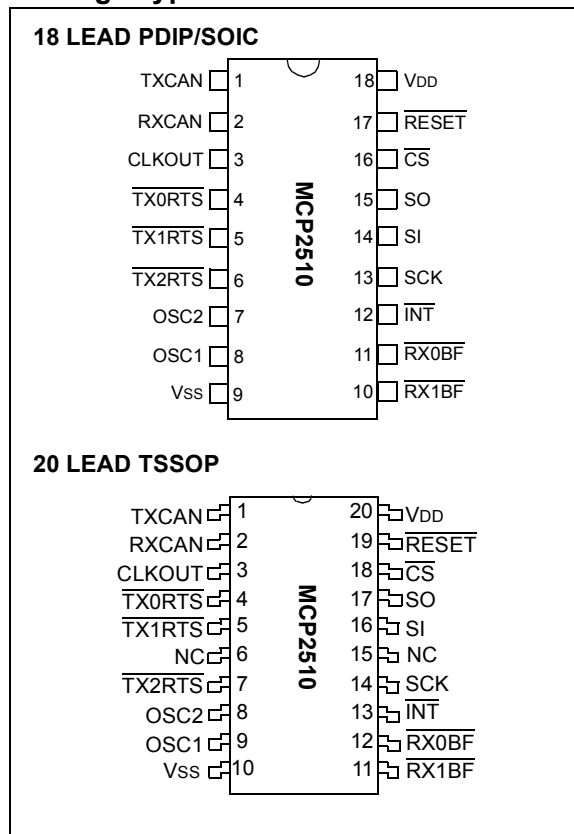 18 LEAD PDIP/SOIC
TXCAN 1 18 VDD
RXCAN 2 17 RESET
CLKOUT 3 16 CS
TX0RTS 4 15 SO
TX1RTS 5 14 SI
TX2RTS 6 13 SCK
OSC2 7 12 INT
OSC1 8 11 RX0BF
Vss 9 10 RX1BF
MCP2510
20 LEAD TSSOP
TXCAN 1 20 VDD
RXCAN 2 19 RESET
CLKOUT 3 18 CS
TX0RTS 4 17 SO
TX1RTS 5 16 SI
NC 6 15 NC
TX2RTS 7 14 SCK
OSC2 8 13 INT
OSC1 9 12 RX0BF
Vss 10 11 RX1BF
MCP2510